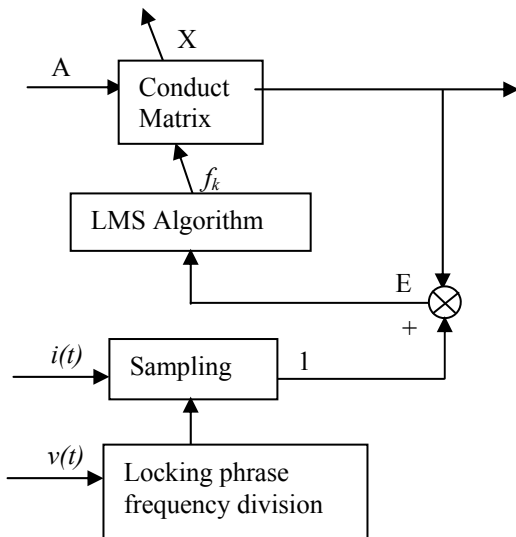 X
A
Conduct
Matrix
f_k
LMS Algorithm
E
+
i(t)
Sampling
1
v(t)
Locking phrase
frequency division